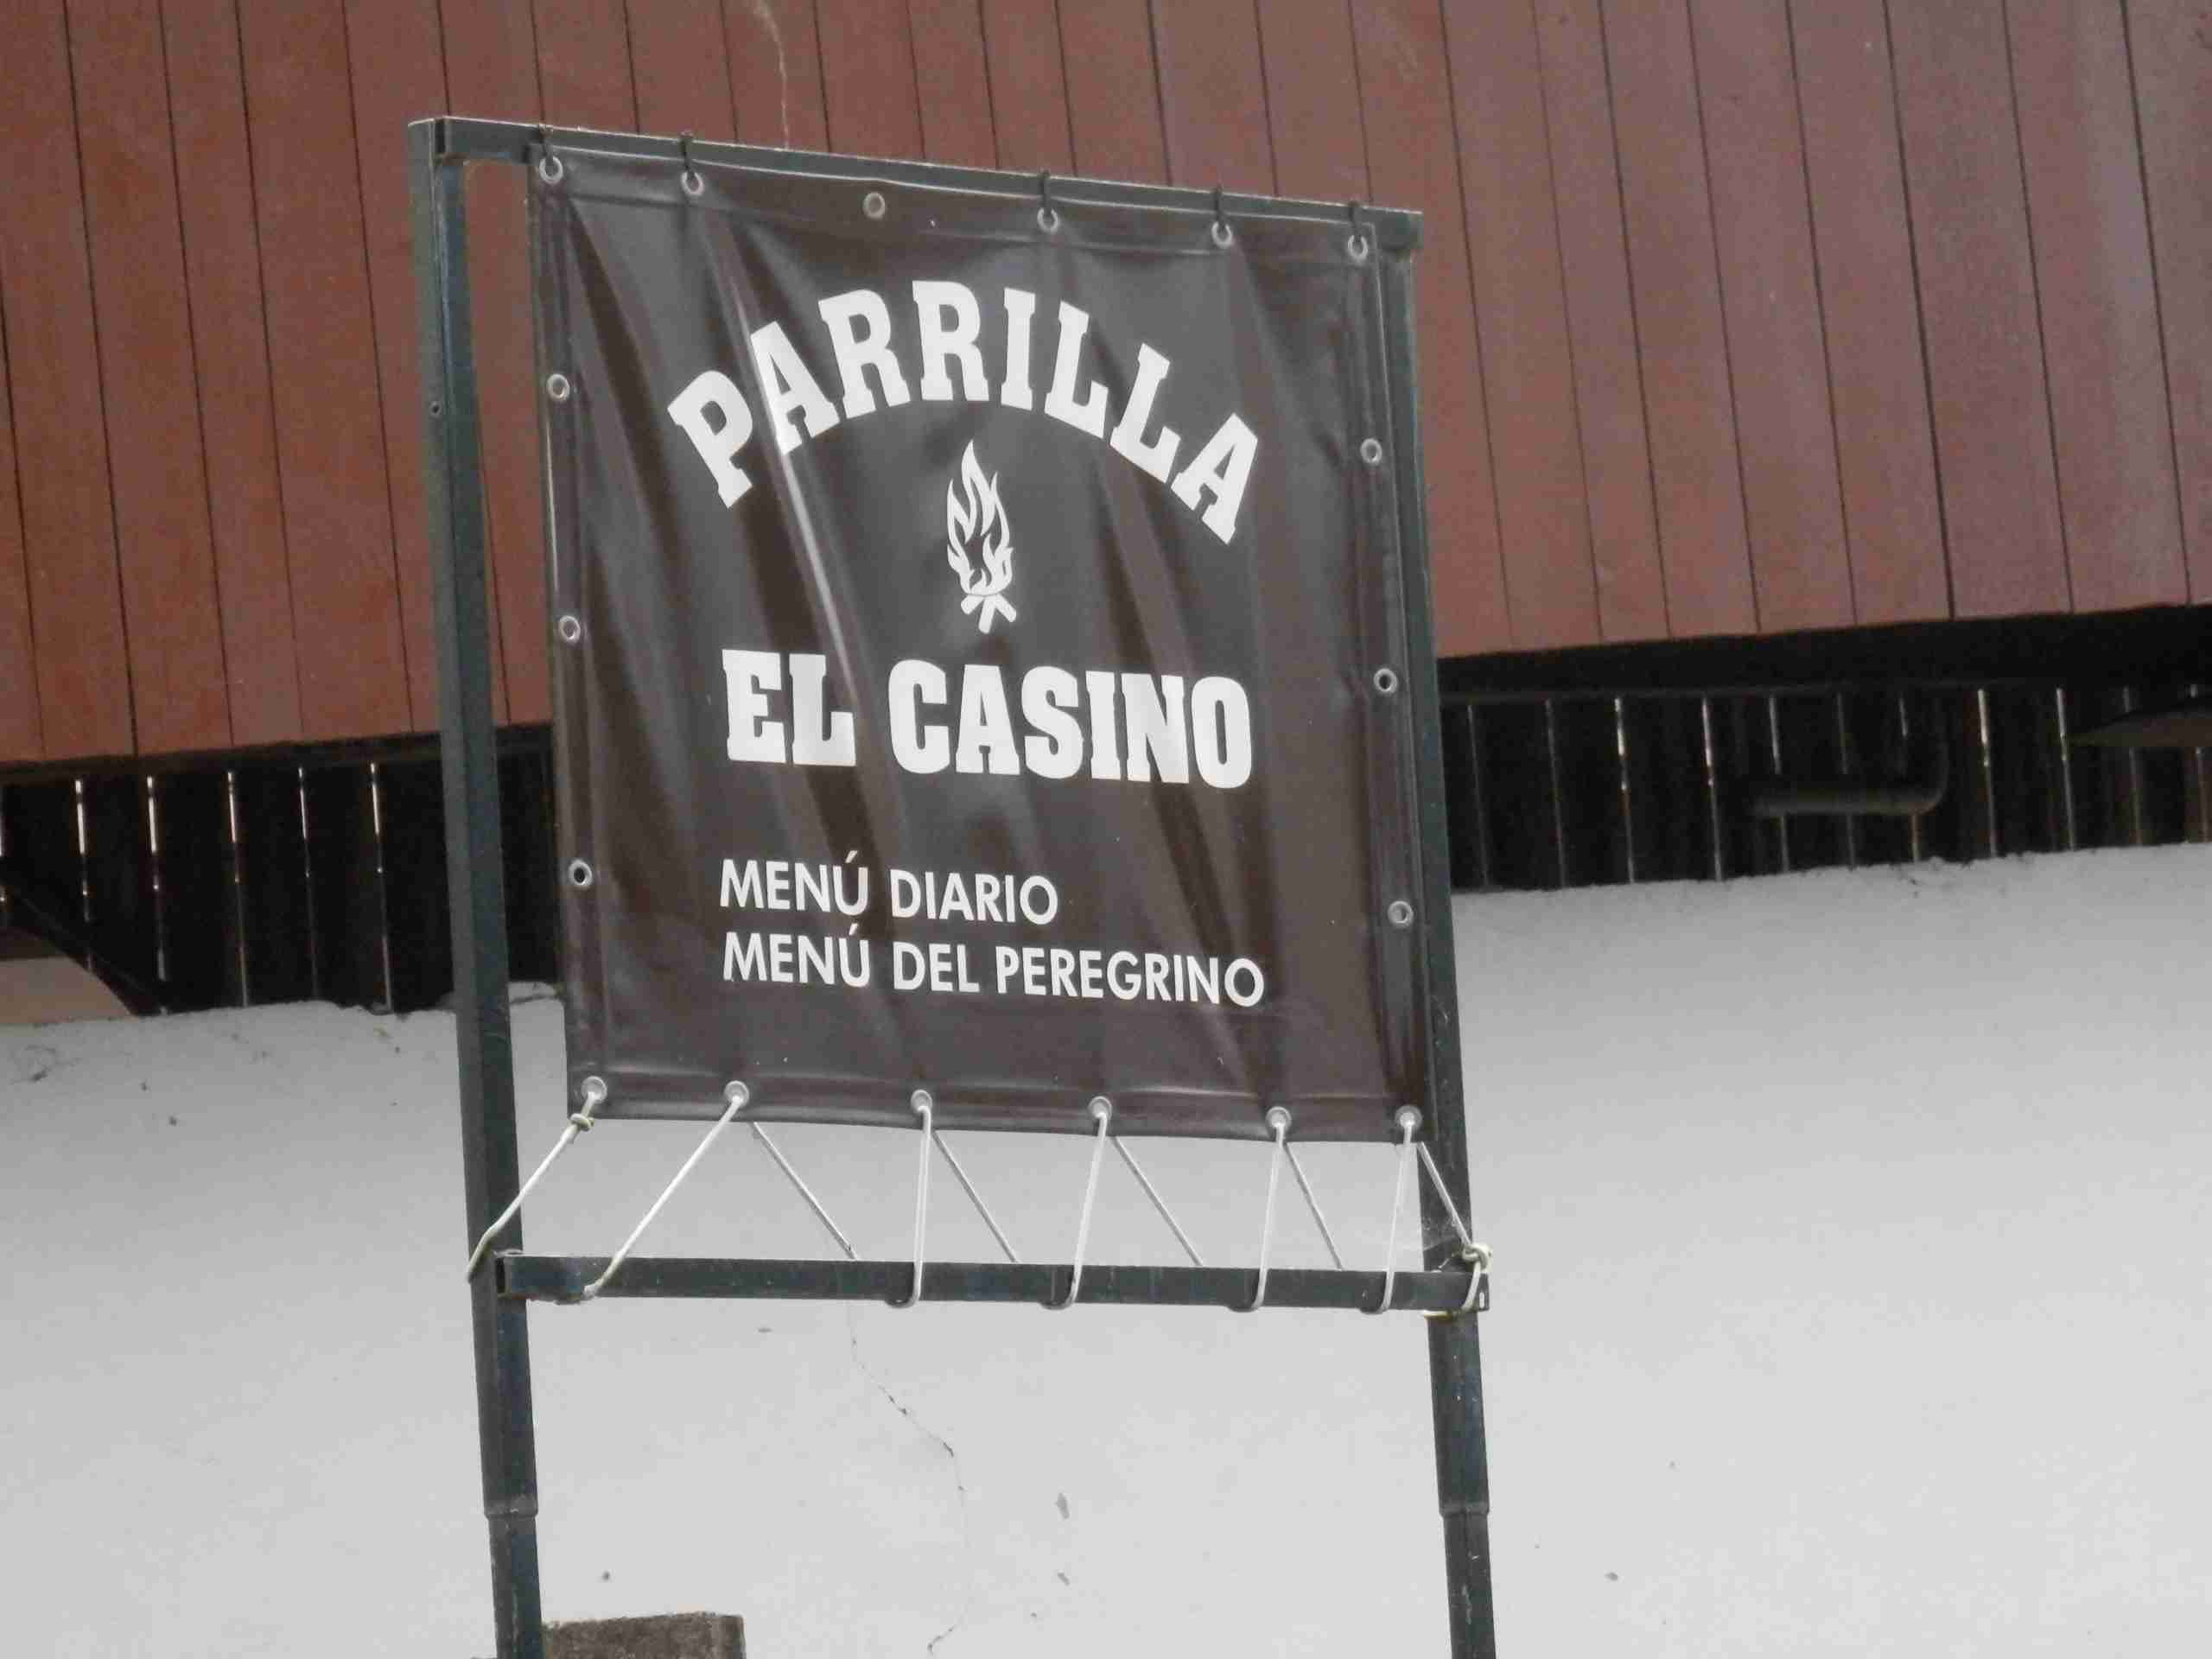 PARRILLA
EL CASINO
MENÚ DIARIO
MENÚ DEL PEREGRINO